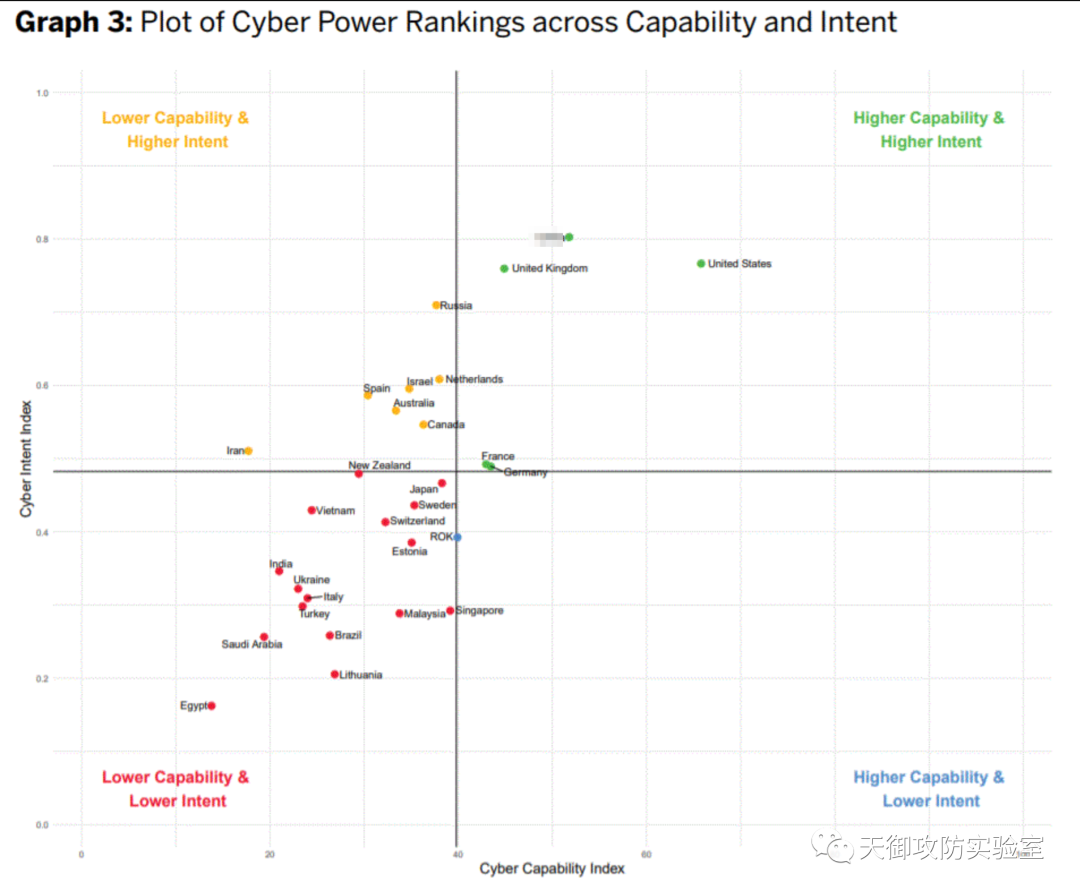 Graph 3: Plot of Cyber Power Rankings across Capability and Intent
1.0
Lower Capability &
Higher Intent
Higher Capability &
Higher Intent
0.8
United Kingdom
United States
Russia
0.6
Israel
Netherlands
Spain
Australia
Canada
Iran
France
Germany
New Zealand
Japan
Sweden
Vietnam
Switzerland
0.4
ROK
Estonia
India
Ukraine
Italy
Turkey
Malaysia
Singapore
Saudi Arabia
Brazil
0.2
Lithuania
Egypt
Lower Capability &
Lower Intent
Higher Capability &
Lower Intent
0.0
0
20
40
60
Cyber Capability Index
Cyber Intent Index
天御攻防实验室